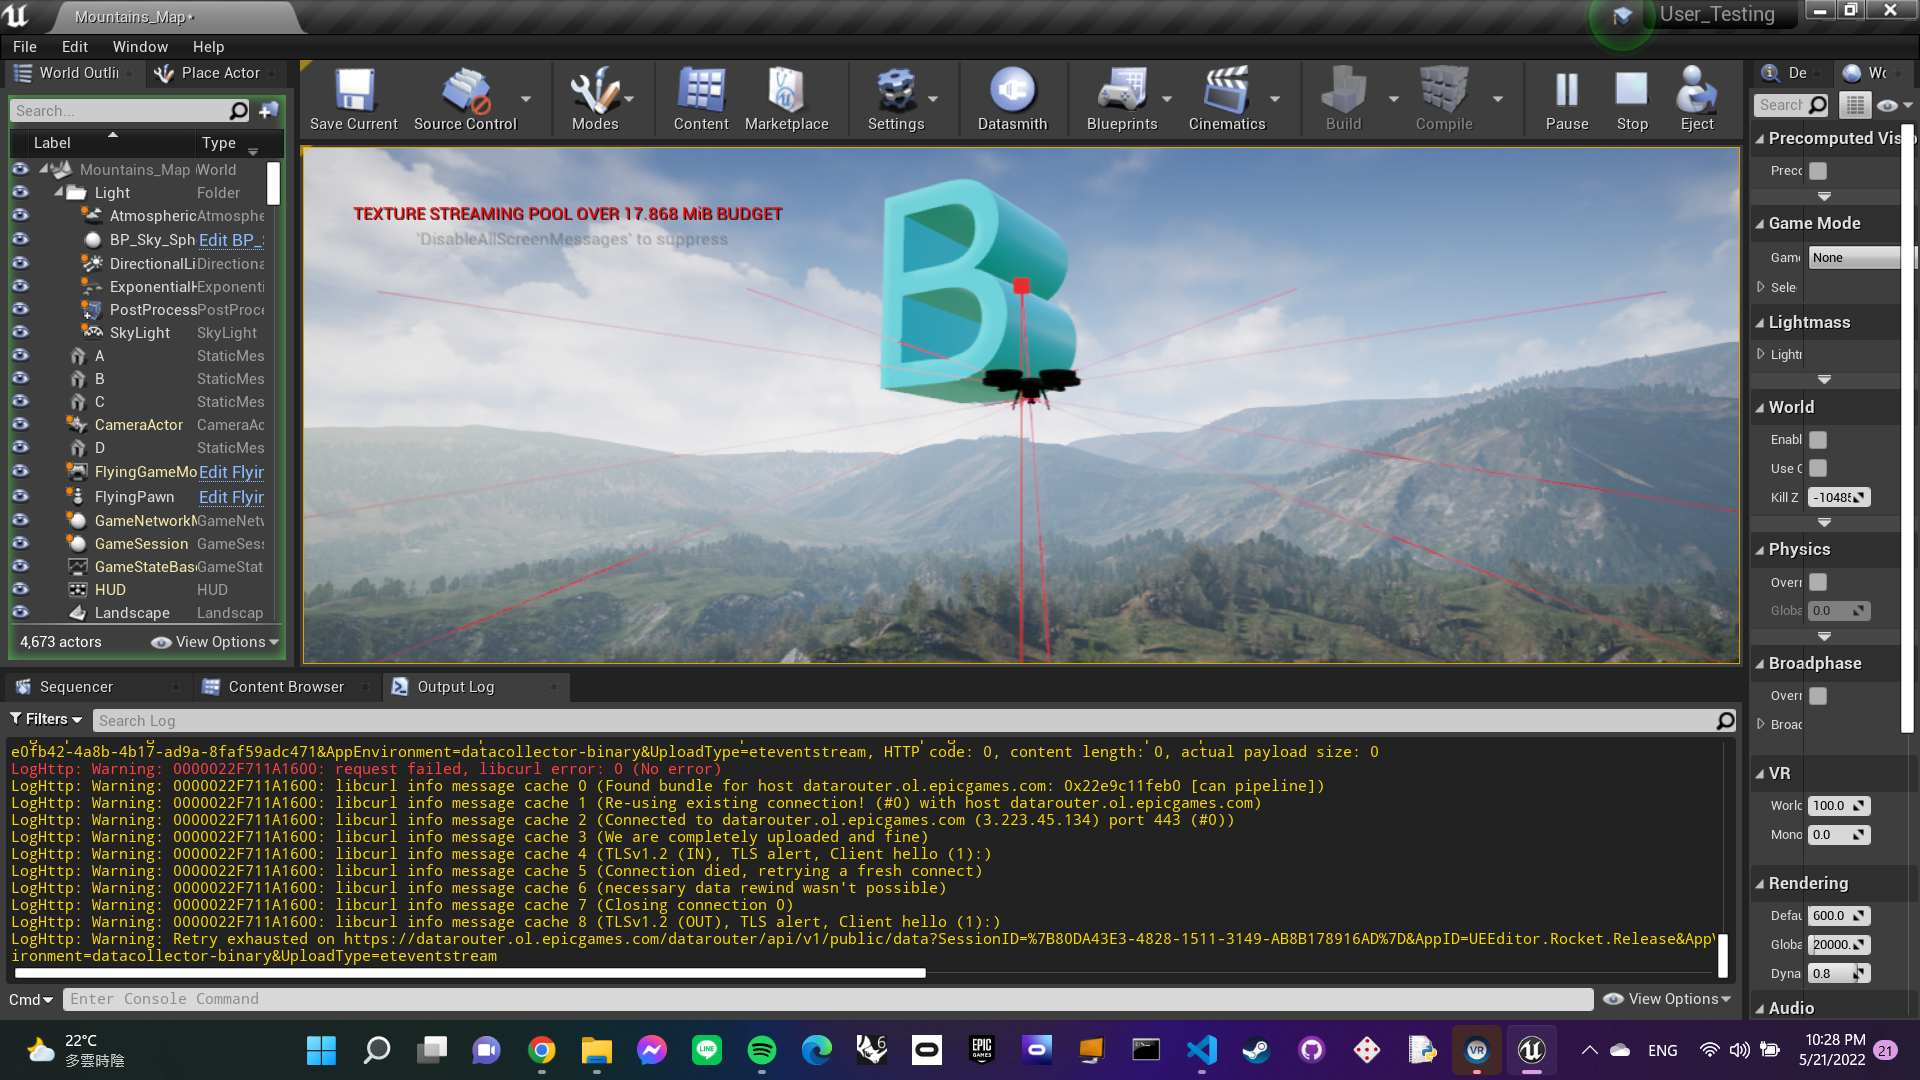 Mountains_Map*
User_Testing
File Edit Window Help
World Outli
Place Actor
Search...
Label Type
Mountains_Map World
Light Folder
Atmospheric Atmosphe
BP_Sky_Sph Edit BP_
DirectionalLi Directiona
Exponential Exponenti
PostProcess PostProce
SkyLight SkyLight
A StaticMes
B StaticMes
C StaticMes
CameraActor CameraAc
D StaticMes
FlyingGameMo Edit Flyin
FlyingPawn Edit Flyin
GameNetwork GameNetw
GameSession GameSess
GameStateBase GameStat
HUD HUD
Landscape Landscap
4,673 actors View Options
Save Current Source Control Modes Content Marketplace Settings Datasmith Blueprints Cinematics Build Compile Pause Stop Eject
TEXTURE STREAMING POOL OVER 17.868 MiB BUDGET
'DisableAllScreenMessages' to suppress
B
De Wo
Search
Precomputed Vis
Preco
Game Mode
Game None
Sele
Lightmass
Lightr
World
Enabl
Use C
Kill Z -10485
Physics
Overr
Globa 0.0
Broadphase
Overr
Broad
VR
World 100.0
Mono 0.0
Rendering
Defau 600.0
Globa 20000.
Dyna 0.8
Audio
Sequencer Content Browser Output Log
Filters Search Log
e0fb42-4a8b-4b17-ad9a-8faf59adc471&AppEnvironment=datacollector-binary&UploadType=eteventstream, HTTP code: 0, content length: 0, actual payload size: 0
LogHttp: Warning: 0000022F711A1600: request failed, libcurl error: 0 (No error)
LogHttp: Warning: 0000022F711A1600: libcurl info message cache 0 (Found bundle for host datarouter.ol.epicgames.com: 0x22e9c11feb0 [can pipeline])
LogHttp: Warning: 0000022F711A1600: libcurl info message cache 1 (Re-using existing connection! (#0) with host datarouter.ol.epicgames.com)
LogHttp: Warning: 0000022F711A1600: libcurl info message cache 2 (Connected to datarouter.ol.epicgames.com (3.223.45.134) port 443 (#0))
LogHttp: Warning: 0000022F711A1600: libcurl info message cache 3 (We are completely uploaded and fine)
LogHttp: Warning: 0000022F711A1600: libcurl info message cache 4 (TLSv1.2 (IN), TLS alert, Client hello (1):)
LogHttp: Warning: 0000022F711A1600: libcurl info message cache 5 (Connection died, retrying a fresh connect)
LogHttp: Warning: 0000022F711A1600: libcurl info message cache 6 (necessary data rewind wasn't possible)
LogHttp: Warning: 0000022F711A1600: libcurl info message cache 7 (Closing connection 0)
LogHttp: Warning: 0000022F711A1600: libcurl info message cache 8 (TLSv1.2 (OUT), TLS alert, Client hello (1):)
LogHttp: Warning: Retry exhausted on https://datarouter.ol.epicgames.com/datarouter/api/v1/public/data?SessionID=%7B80DA43E3-4828-1511-3149-AB8B178916AD%7D&AppID=UEEditor.Rocket.Release&AppV
ironment=datacollector-binary&UploadType=eteventstream
Cmd Enter Console Command View Options
22°C
多雲時陰
LINE
EPIC GAMES
6
VR
ENG
10:28 PM
5/21/2022
21